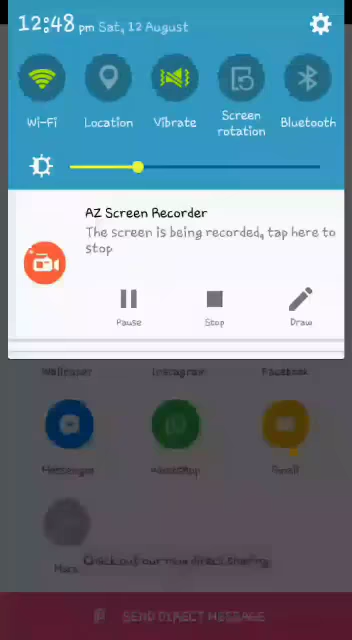 12:48 pm Sat, 12 August
Wi-Fi
Location
Vibrate
Screen rotation
Bluetooth
AZ Screen Recorder
The screen is being recorded, tap here to
stop
Pause
Stop
Draw
Wallpaper
Instagram
Facebook
Messenger
WhatsApp
Email
More
Check out our new direct sharing
SEND DIRECT MESSAGE